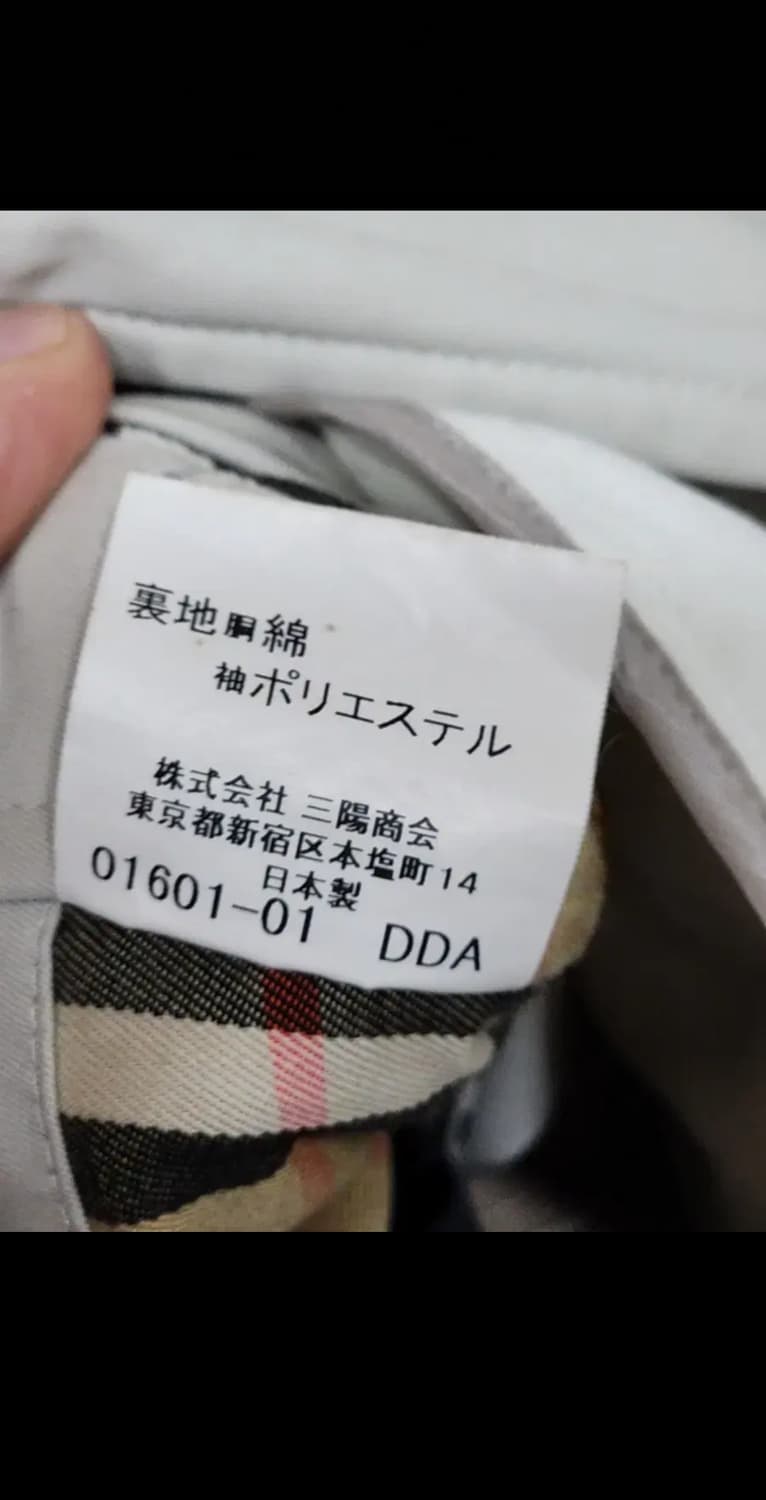 裏地胴綿
袖ポリエステル
株式会社 三陽商会
東京都新宿区本塩町14
日本製
01601-01 DDA